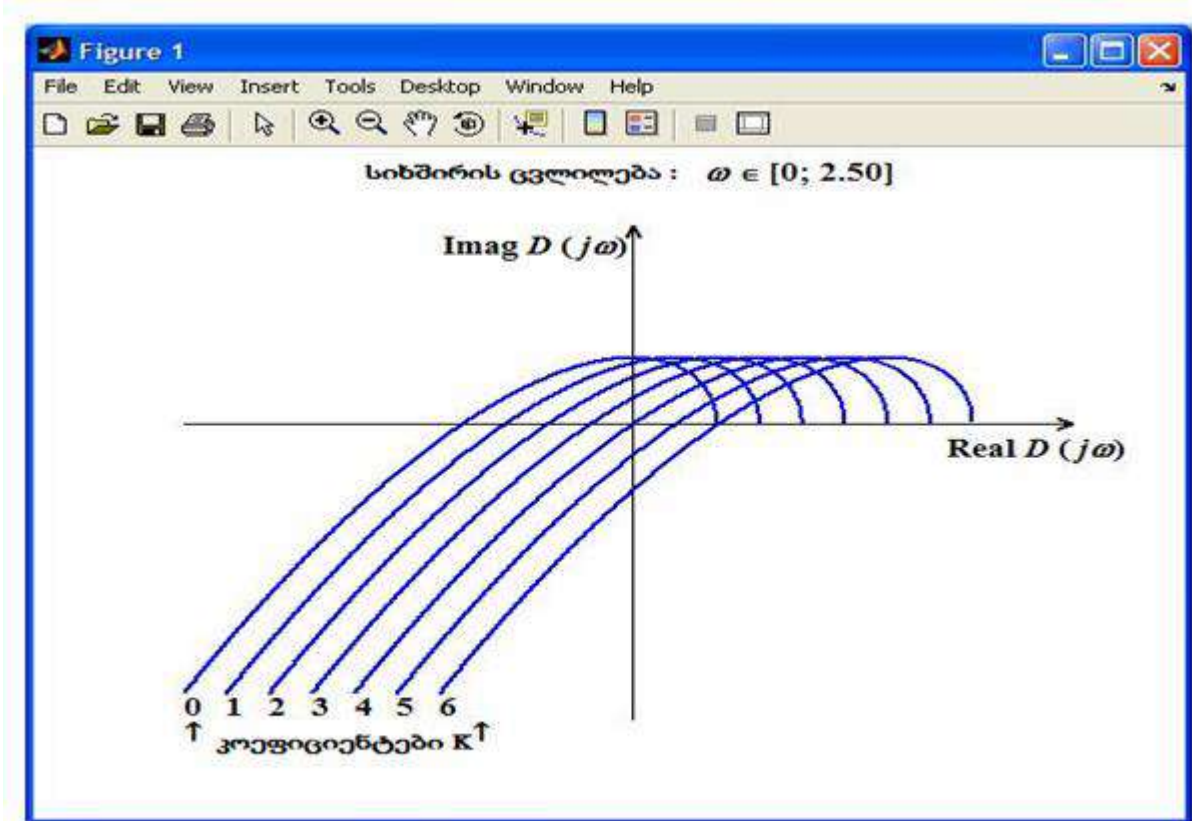 Figure 1
File Edit View Insert Tools Desktop Window Help
სიხშირის ცვლილება : ω ∈ [0; 2.50]
Imag D ( jω)
Real D ( jω)
0 1 2 3 4 5 6
↑ კოეფიციენტები K↑